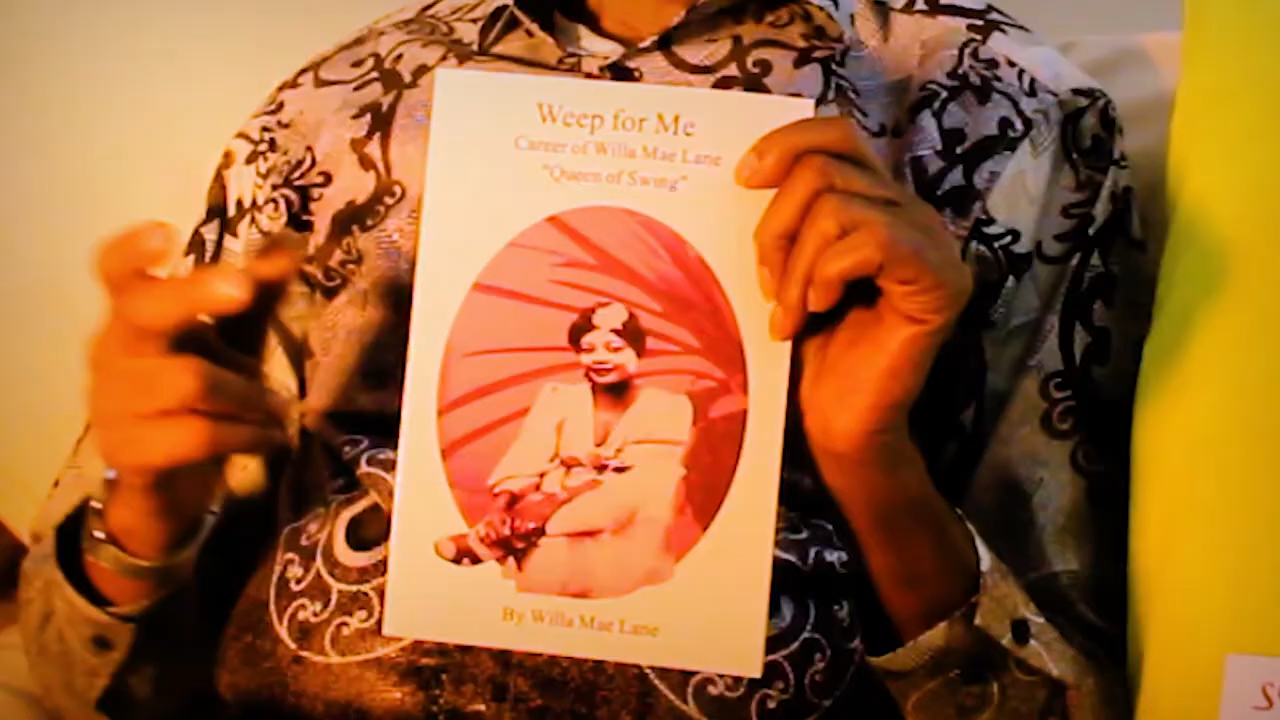 Weep for Me
Career of Willa Mae Lane
"Queen of Swing"
By Willa Mae Lane